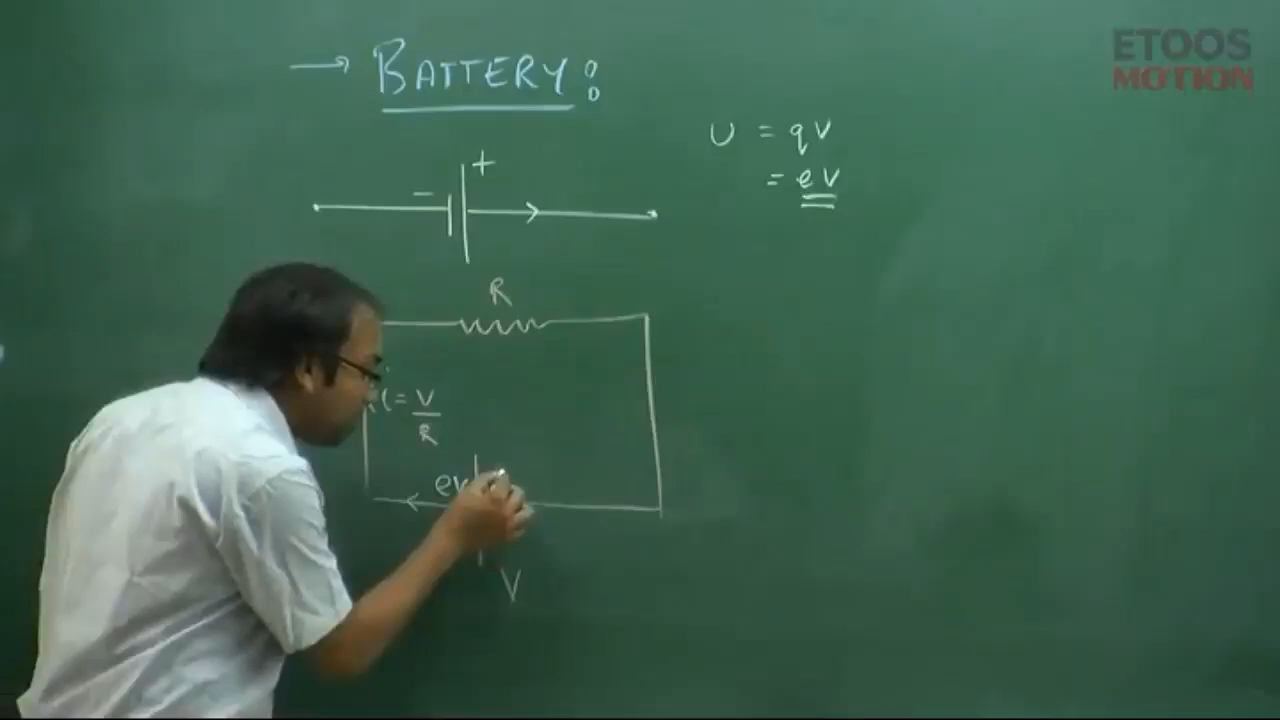 ETOOS
MOTION
→ BATTERY:
U = qV
= eV
- +
R
i = V/R
eV
V